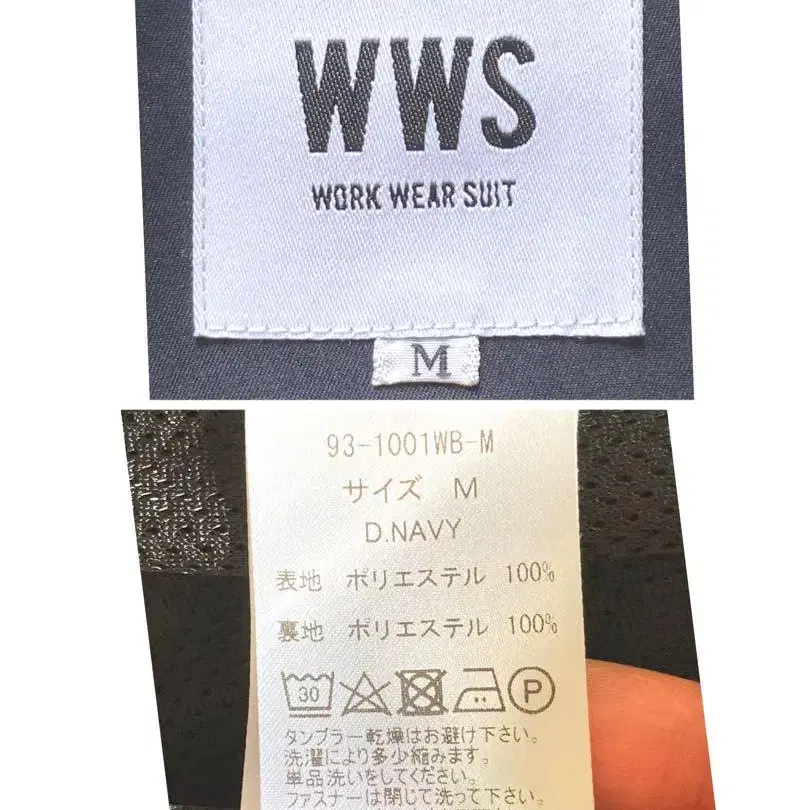 WWS
WORK WEAR SUIT
M
93-1001WB-M
サイズ M
D.NAVY
表地 ポリエステル 100%
裏地 ポリエステル 100%
30 P
タンブラー乾燥はお避け下さい。
洗濯により多少縮みます。
単品洗いをしてください。
ファスナーは閉じて洗って下さい。